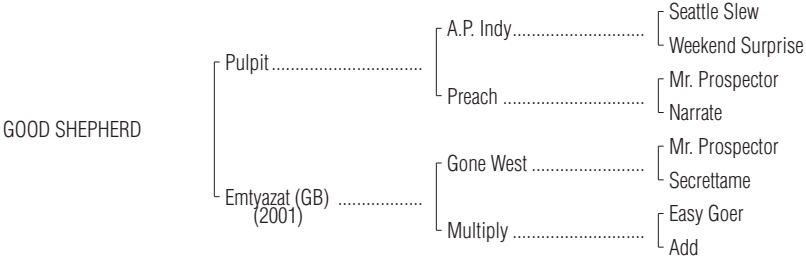 Seattle Slew
A.P. Indy..............................
Weekend Surprise
Pulpit..................................
Mr. Prospector
Preach ................................
Narrate
GOOD SHEPHERD
Mr. Prospector
Gone West ..........................
Secrettame
Emtyazat (GB) ...................
(2001)
Easy Goer
Multiply ..............................
Add